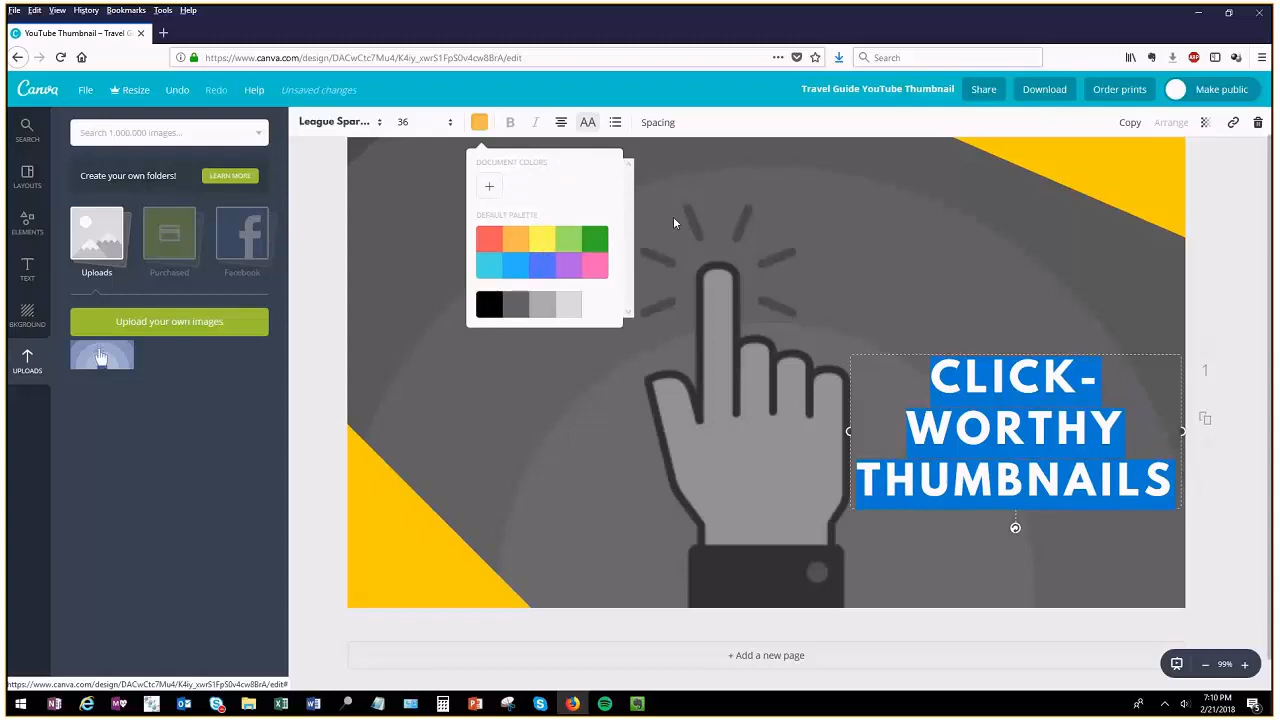 File Edit View History Bookmarks Tools Help
YouTube Thumbnail – Travel G
https://www.canva.com/design/DACwCtc7Mu4/K4iy_xwrS1FpS0v4cw8BrA/edit
Search
ABP
Canva File Resize Undo Redo Help Unsaved changes Travel Guide YouTube Thumbnail Share Download Order prints Make public
League Spar... 36 B I AA Spacing Copy Arrange
SEARCH
LAYOUTS
ELEMENTS
TEXT
BKGROUND
UPLOADS
Search 1.000.000 images...
Create your own folders! LEARN MORE
Uploads Purchased Facebook
Upload your own images
DOCUMENT COLORS
+
DEFAULT PALETTE
CLICK-
WORTHY
THUMBNAILS
1
+ Add a new page
99%
https://www.canva.com/design/DACwCtc7Mu4/K4iy_xwrS1FpS0v4cw8BrA/edit#
7:10 PM
2/21/2018